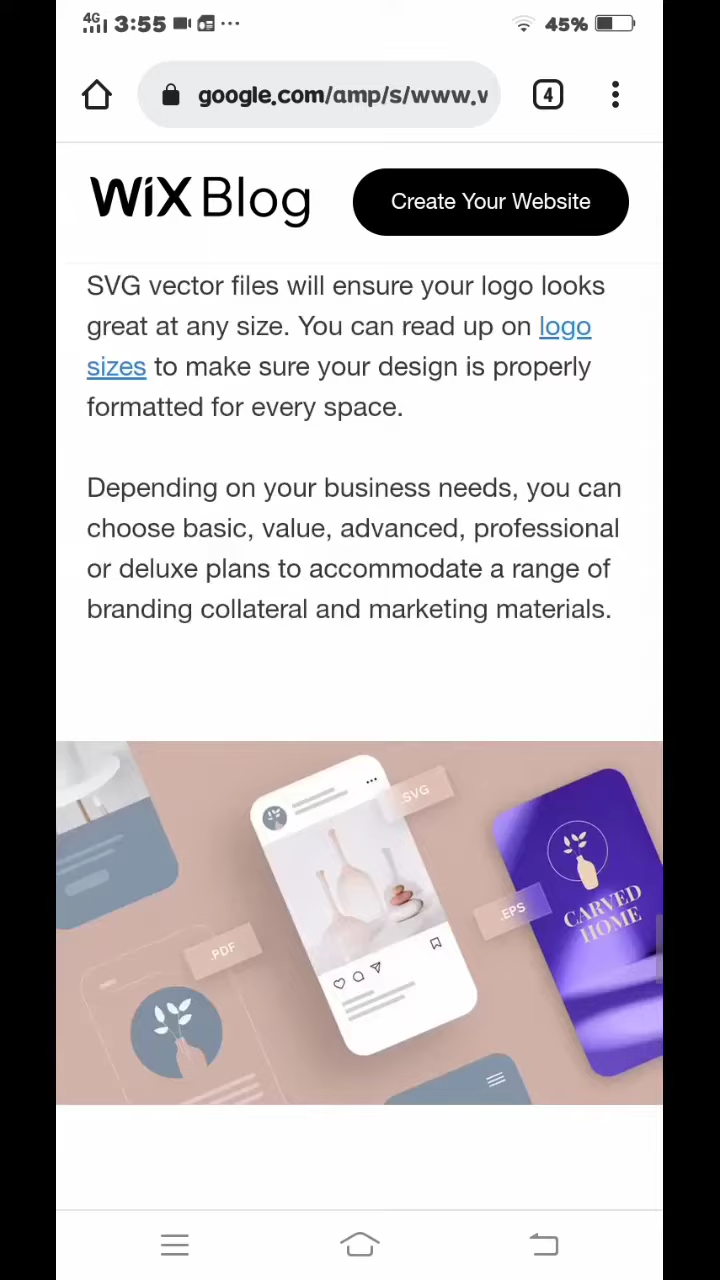 4G 3:55 ... 45%
google.com/amp/s/www.v
4
WiX Blog
Create Your Website
SVG vector files will ensure your logo looks
great at any size. You can read up on logo
sizes to make sure your design is properly
formatted for every space.
Depending on your business needs, you can
choose basic, value, advanced, professional
or deluxe plans to accommodate a range of
branding collateral and marketing materials.
.SVG
.EPS
CARVED
HOME
.PDF